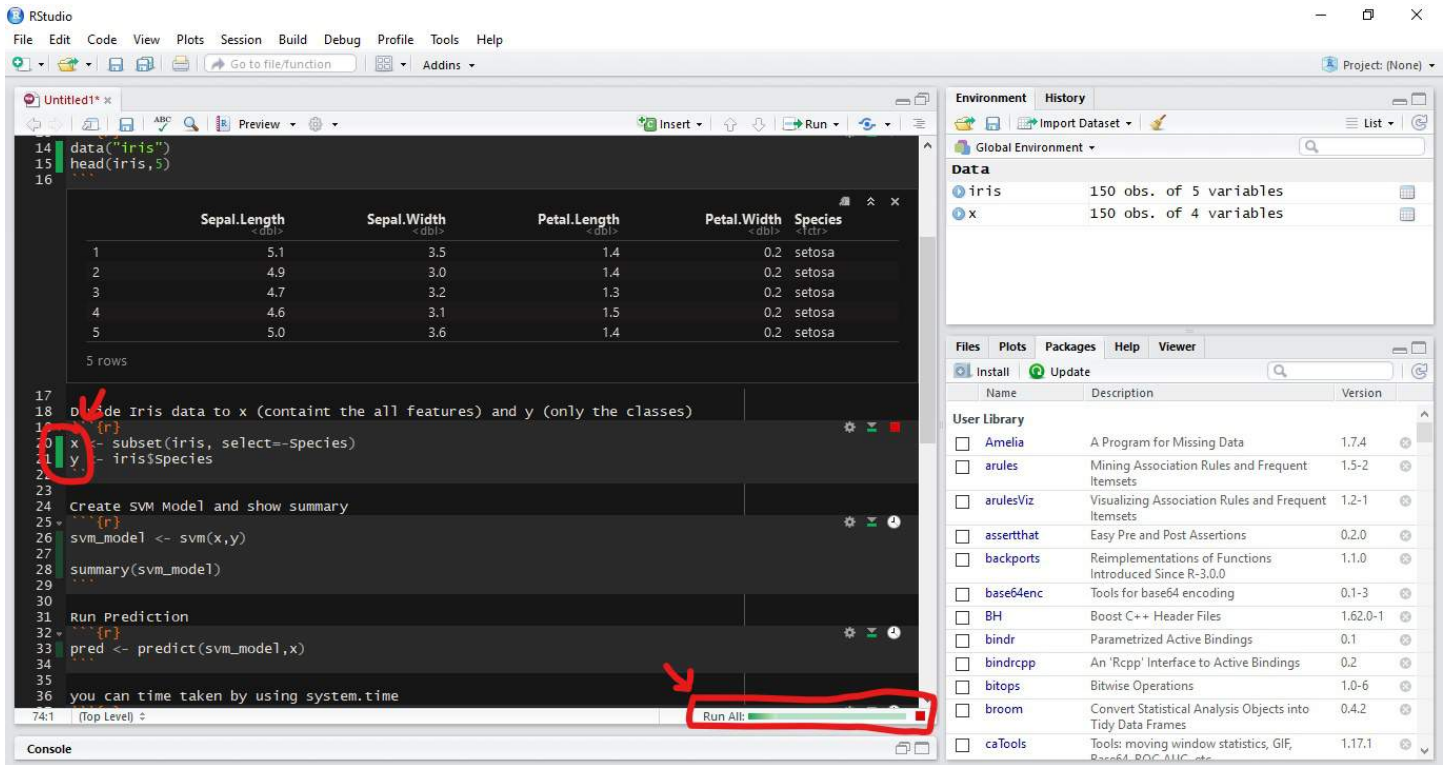 RStudio
File Edit Code View Plots Session Build Debug Profile Tools Help
Go to file/function Addins Project: (None)
Untitled1*
ABC Preview Insert Run
14 data("iris")
15 head(iris,5)
16 ```
Sepal.Length Sepal.Width Petal.Length Petal.Width Species
<dbl> <dbl> <dbl> <dbl> <fctr>
1 5.1 3.5 1.4 0.2 setosa
2 4.9 3.0 1.4 0.2 setosa
3 4.7 3.2 1.3 0.2 setosa
4 4.6 3.1 1.5 0.2 setosa
5 5.0 3.6 1.4 0.2 setosa
5 rows
17
18 Divide Iris data to x (containt the all features) and y (only the classes)
19 ```{r}
20 x <- subset(iris, select=-Species)
21 y <- iris$Species
22 ```
23
24 Create SVM Model and show summary
25 ```{r}
26 svm_model <- svm(x,y)
27
28 summary(svm_model)
29 ```
30
31 Run Prediction
32 ```{r}
33 pred <- predict(svm_model,x)
34 ```
35
36 you can time taken by using system.time
74:1 (Top Level) Run All:
Console
Environment History
Import Dataset List
Global Environment
Data
iris 150 obs. of 5 variables
x 150 obs. of 4 variables
Files Plots Packages Help Viewer
Install Update
Name Description Version
User Library
Amelia A Program for Missing Data 1.7.4
arules Mining Association Rules and Frequent 1.5-2
Itemsets
arulesViz Visualizing Association Rules and Frequent 1.2-1
Itemsets
assertthat Easy Pre and Post Assertions 0.2.0
backports Reimplementations of Functions 1.1.0
Introduced Since R-3.0.0
base64enc Tools for base64 encoding 0.1-3
BH Boost C++ Header Files 1.62.0-1
bindr Parametrized Active Bindings 0.1
bindrcpp An 'Rcpp' Interface to Active Bindings 0.2
bitops Bitwise Operations 1.0-6
broom Convert Statistical Analysis Objects into 0.4.2
Tidy Data Frames
caTools Tools: moving window statistics, GIF, 1.17.1
Base64, ROC AUC, etc.